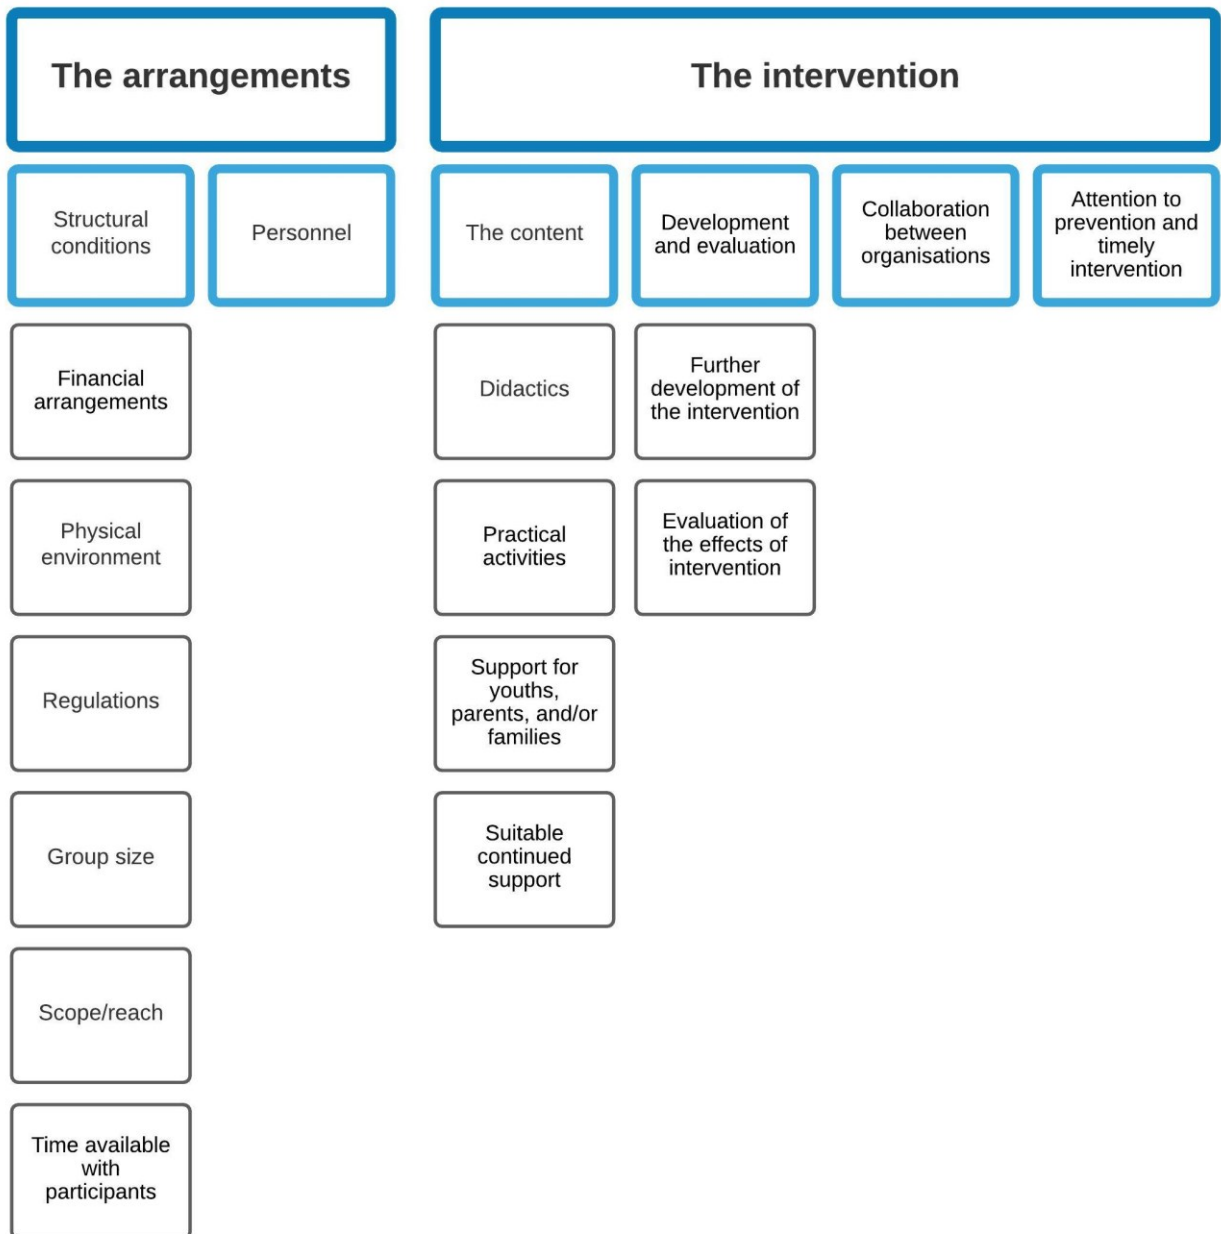 The arrangements
The intervention
Structural
conditions
Personnel
The content
Development
and evaluation
Collaboration
between
organisations
Attention to
prevention and
timely
intervention
Financial
arrangements
Didactics
Further
development of
the intervention
Physical
environment
Practical
activities
Evaluation of
the effects of
intervention
Regulations
Support for
youths,
parents, and/or
families
Group size
Suitable
continued
support
Scope/reach
Time available
with
participants